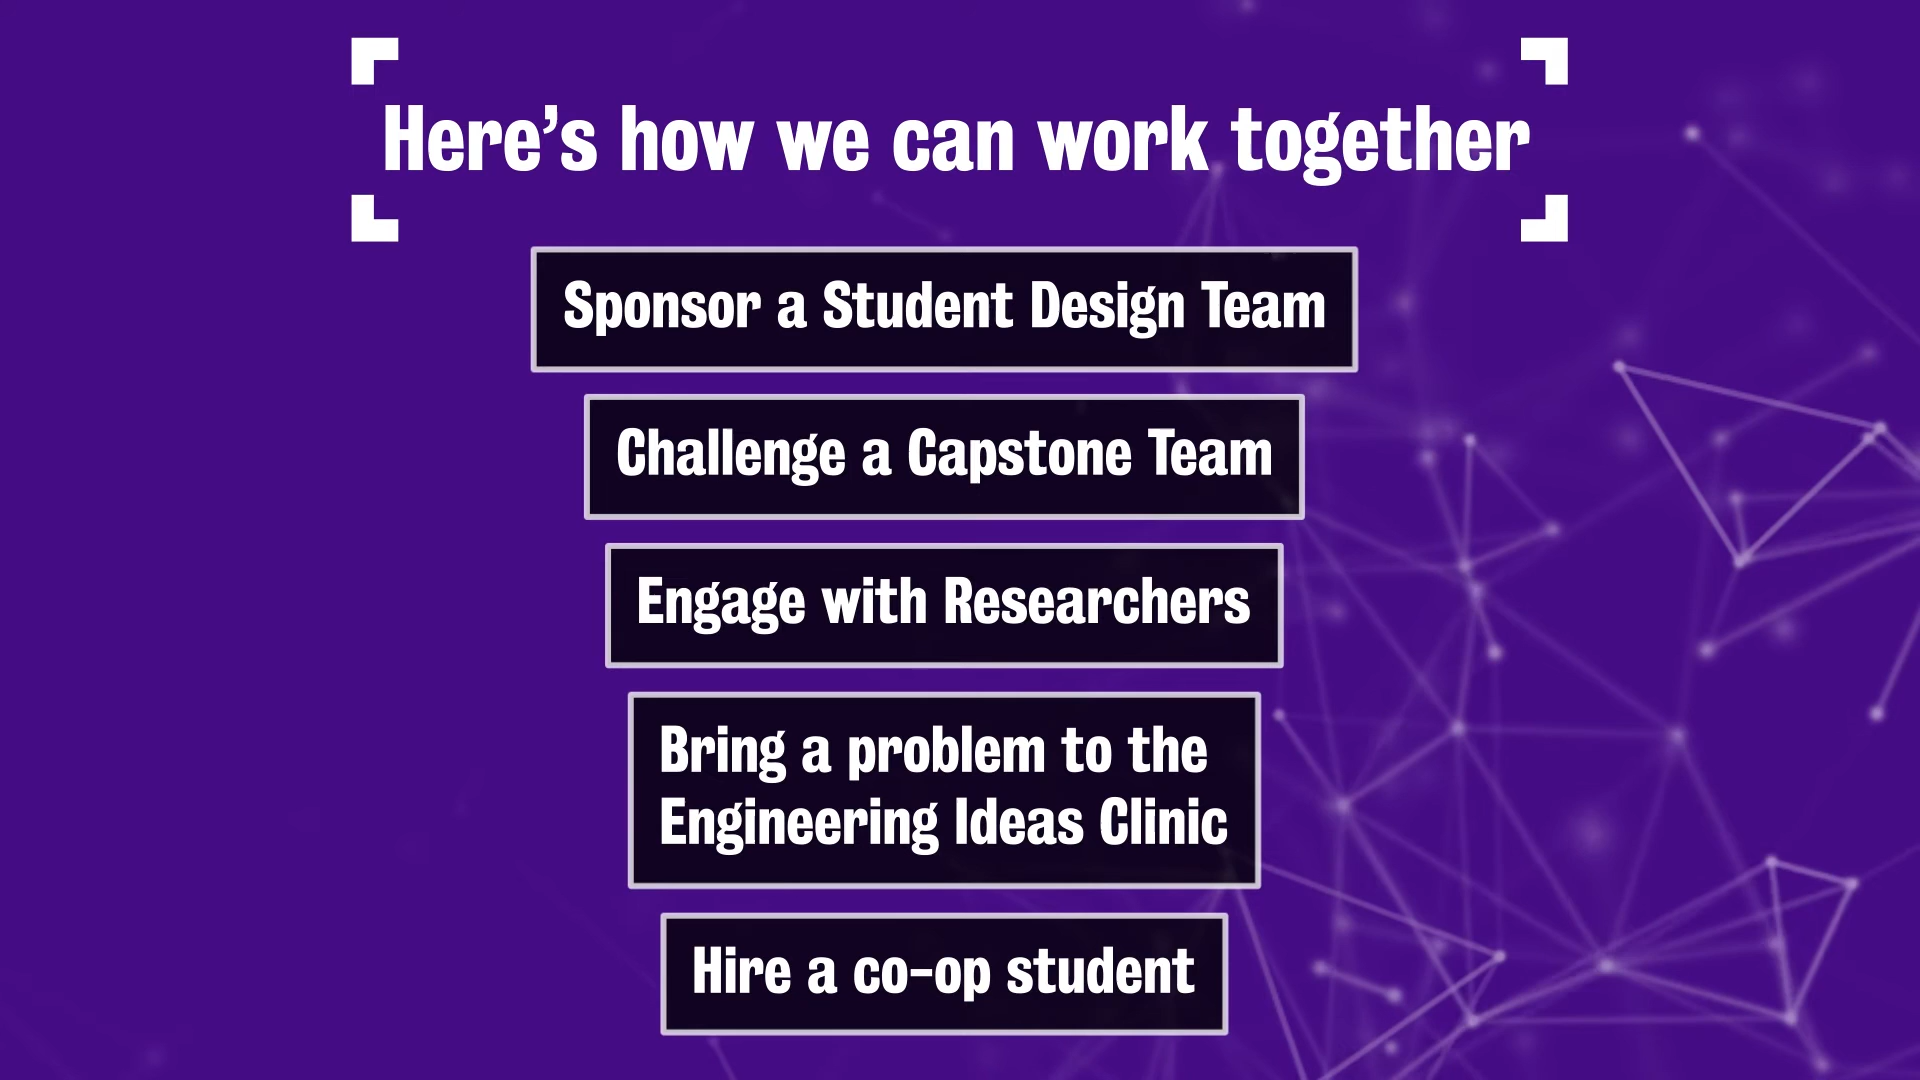 Here’s how we can work together
Sponsor a Student Design Team
Challenge a Capstone Team
Engage with Researchers
Bring a problem to the
Engineering Ideas Clinic
Hire a co-op student